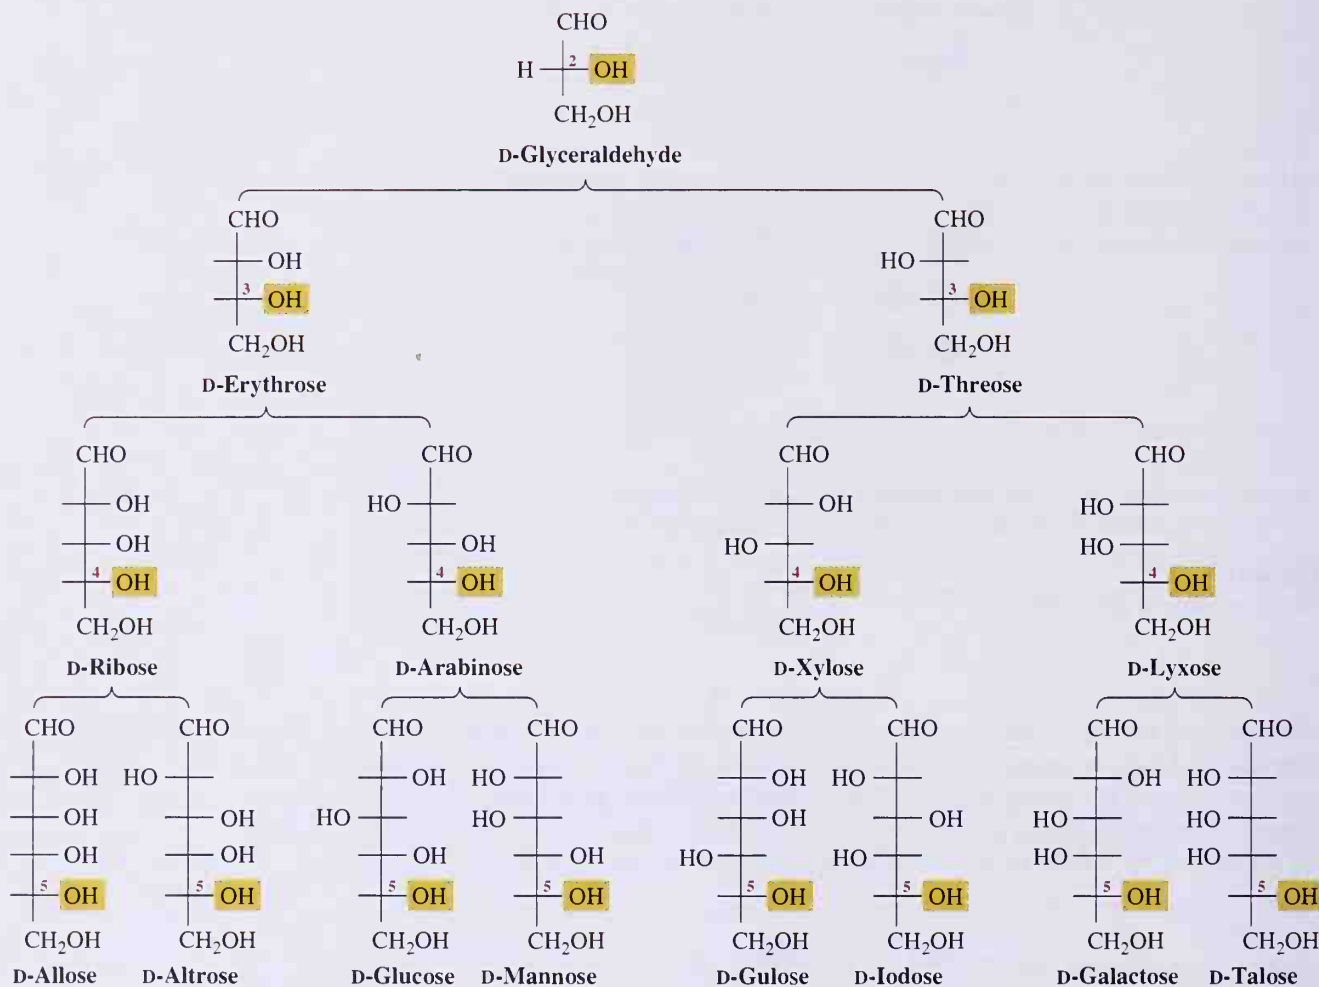 CHO
H 2 OH
CH₂OH
D-Glyceraldehyde
CHO CHO
OH HO
3 OH 3 OH
CH₂OH CH₂OH
D-Erythrose D-Threose
CHO CHO CHO CHO
OH HO OH HO
OH OH HO HO
4 OH 4 OH 4 OH 4 OH
CH₂OH CH₂OH CH₂OH CH₂OH
D-Ribose D-Arabinose D-Xylose D-Lyxose
CHO CHO CHO CHO CHO CHO CHO CHO
OH HO OH HO OH HO OH HO
OH OH HO HO OH OH HO HO
OH OH OH OH HO HO HO HO
5 OH 5 OH 5 OH 5 OH 5 OH 5 OH 5 OH 5 OH
CH₂OH CH₂OH CH₂OH CH₂OH CH₂OH CH₂OH CH₂OH CH₂OH
D-Allose D-Altrose D-Glucose D-Mannose D-Gulose D-Iodose D-Galactose D-Talose